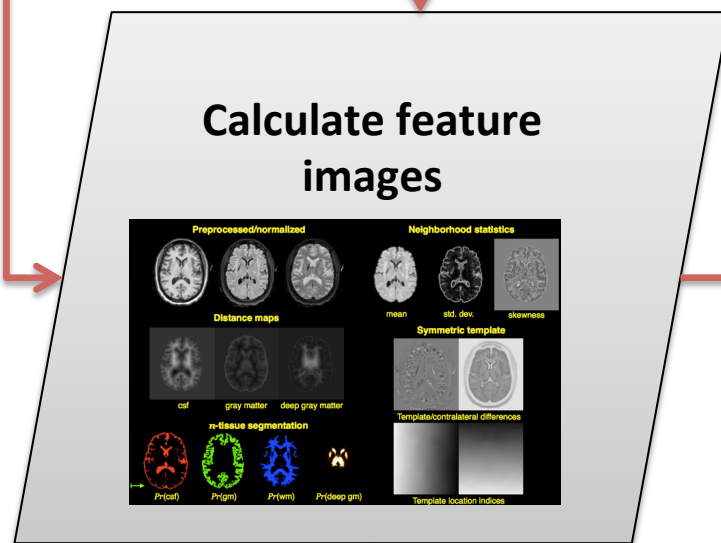 Calculate feature
images
Preprocessed/normalized
Neighborhood statistics
mean
std. dev.
skewness
Distance maps
csf
gray matter
deep gray matter
Symmetric template
Template/contralateral differences
n-tissue segmentation
Pr(csf)
Pr(gm)
Pr(wm)
Pr(deep gm)
Template location indices